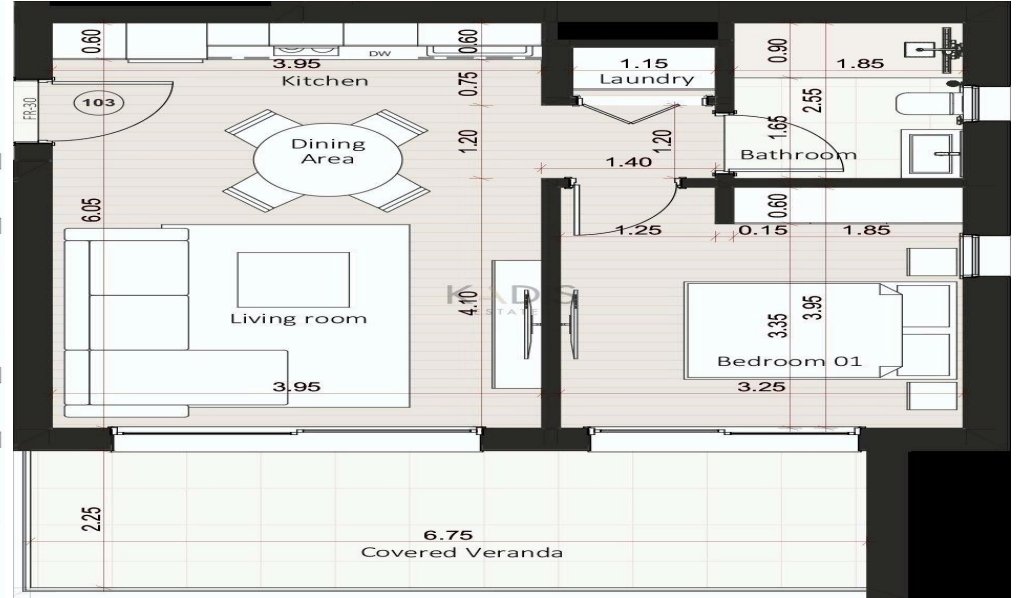 0.60
DW
0.60
3.95
Kitchen
0.75
FR-30
103
1.15
Laundry
0.90
1.85
2.55
1.65
Bathroom
Dining
Area
1.20
1.20
1.40
6.05
0.60
1.25
0.15
1.85
KADIS
ESTATES
4.10
Living room
3.35
3.95
Bedroom 01
3.95
3.25
2.25
6.75
Covered Veranda